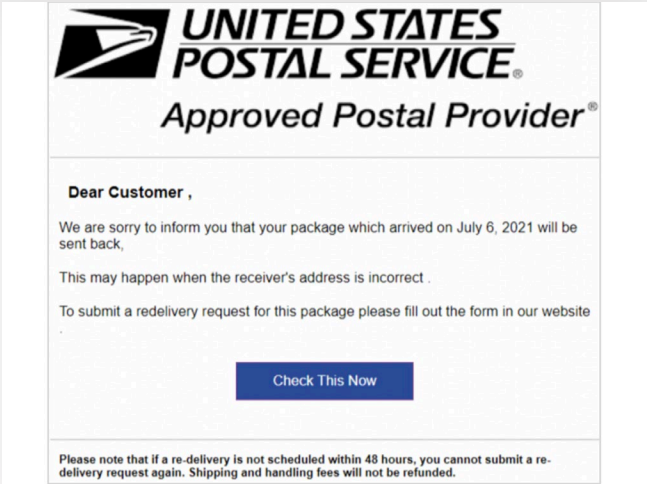 UNITED STATES
POSTAL SERVICE®
Approved Postal Provider®
Dear Customer ,
We are sorry to inform you that your package which arrived on July 6, 2021 will be
sent back,
This may happen when the receiver's address is incorrect .
To submit a redelivery request for this package please fill out the form in our website
.
Check This Now
Please note that if a re-delivery is not scheduled within 48 hours, you cannot submit a re-
delivery request again. Shipping and handling fees will not be refunded.